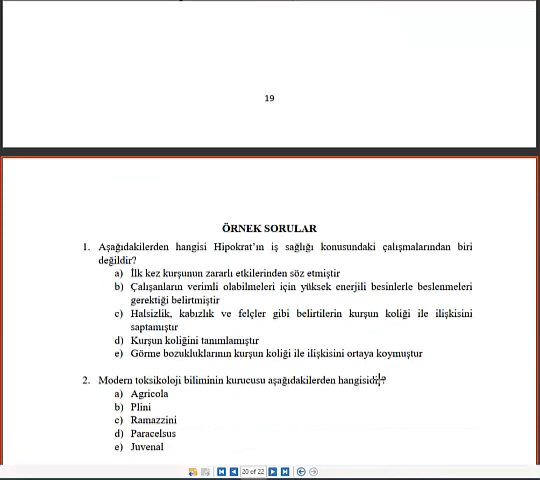 19
ÖRNEK SORULAR
1. Aşağıdakilerden hangisi Hipokrat'ın iş sağlığı konusundaki çalışmalarından biri
değildir?
a) İlk kez kurşunun zararlı etkilerinden söz etmiştir
b) Çalışanların verimli olabilmeleri için yüksek enerjili besinlerle beslenmeleri
gerektiği belirtmiştir
c) Halsizlik, kabızlık ve felçler gibi belirtilerin kurşun koliği ile ilişkisini
saptamıştır
d) Kurşun koliğini tanımlamıştır
e) Görme bozukluklarının kurşun koliği ile ilişkisini ortaya koymuştur
2. Modern toksikoloji biliminin kurucusu aşağıdakilerden hangisidir?
a) Agricola
b) Plini
c) Ramazzini
d) Paracelsus
e) Juvenal
20 of 22